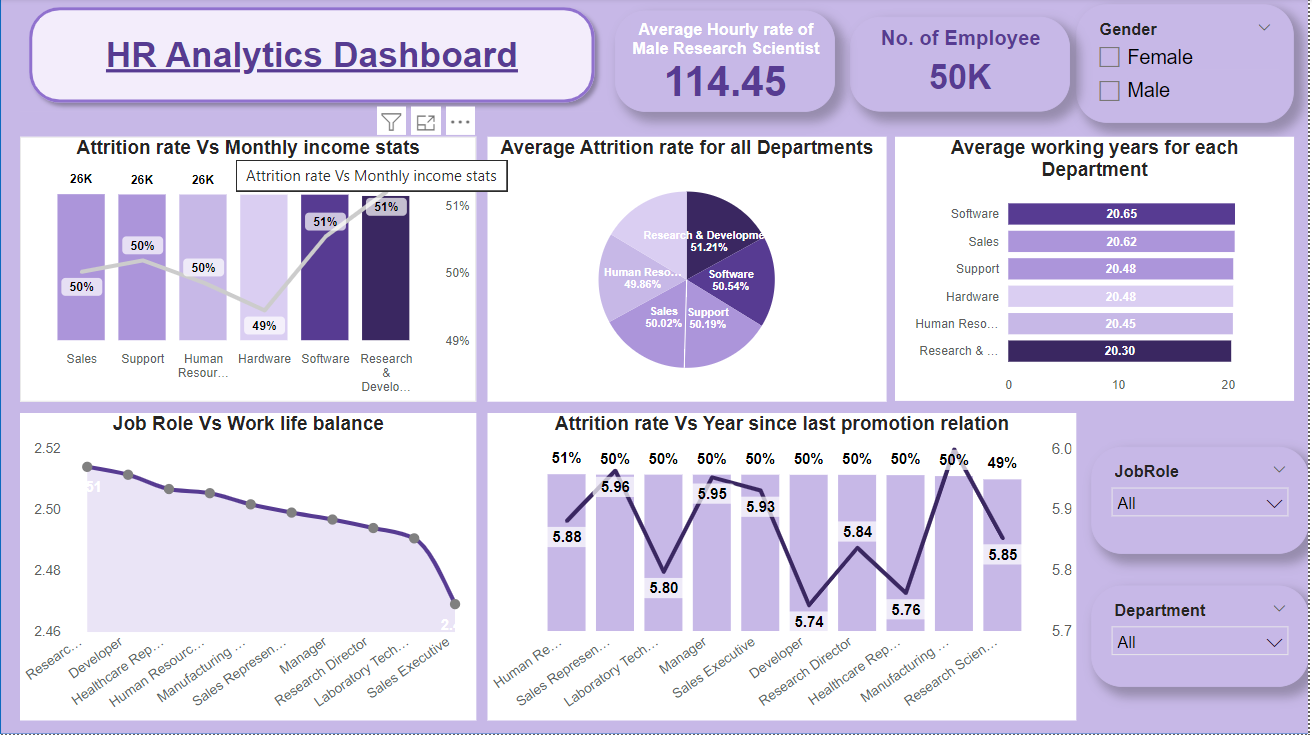 HR Analytics Dashboard
Average Hourly rate of
Male Research Scientist
114.45
No. of Employee
50K
Gender
Female
Male
Attrition rate Vs Monthly income stats
Attrition rate Vs Monthly income stats
26K
26K
26K
50%
50%
50%
49%
51%
51%
51%
50%
49%
Sales
Support
Human
Resour...
Hardware
Software
Research
&
Develo...
Average Attrition rate for all Departments
Research & Developme
51.21%
Software
50.54%
Support
50.19%
Sales
50.02%
Human Reso...
49.86%
Average working years for each
Department
Software 20.65
Sales 20.62
Support 20.48
Hardware 20.48
Human Reso... 20.45
Research & ... 20.30
0 10 20
Job Role Vs Work life balance
2.52
2.50
2.48
2.46
51
2.
Researc...
Developer
Healthcare Rep...
Human Resourc...
Manufacturing ...
Sales Represen...
Manager
Research Director
Laboratory Tech...
Sales Executive
Attrition rate Vs Year since last promotion relation
51% 50% 50% 50% 50% 50% 50% 50% 50% 49%
5.88
5.96
5.80
5.95
5.93
5.74
5.84
5.76
5.85
6.0
5.9
5.8
5.7
Human Re...
Sales Represen...
Laboratory Tech...
Manager
Sales Executive
Developer
Research Director
Healthcare Rep...
Manufacturing ...
Research Scien...
JobRole
All
Department
All